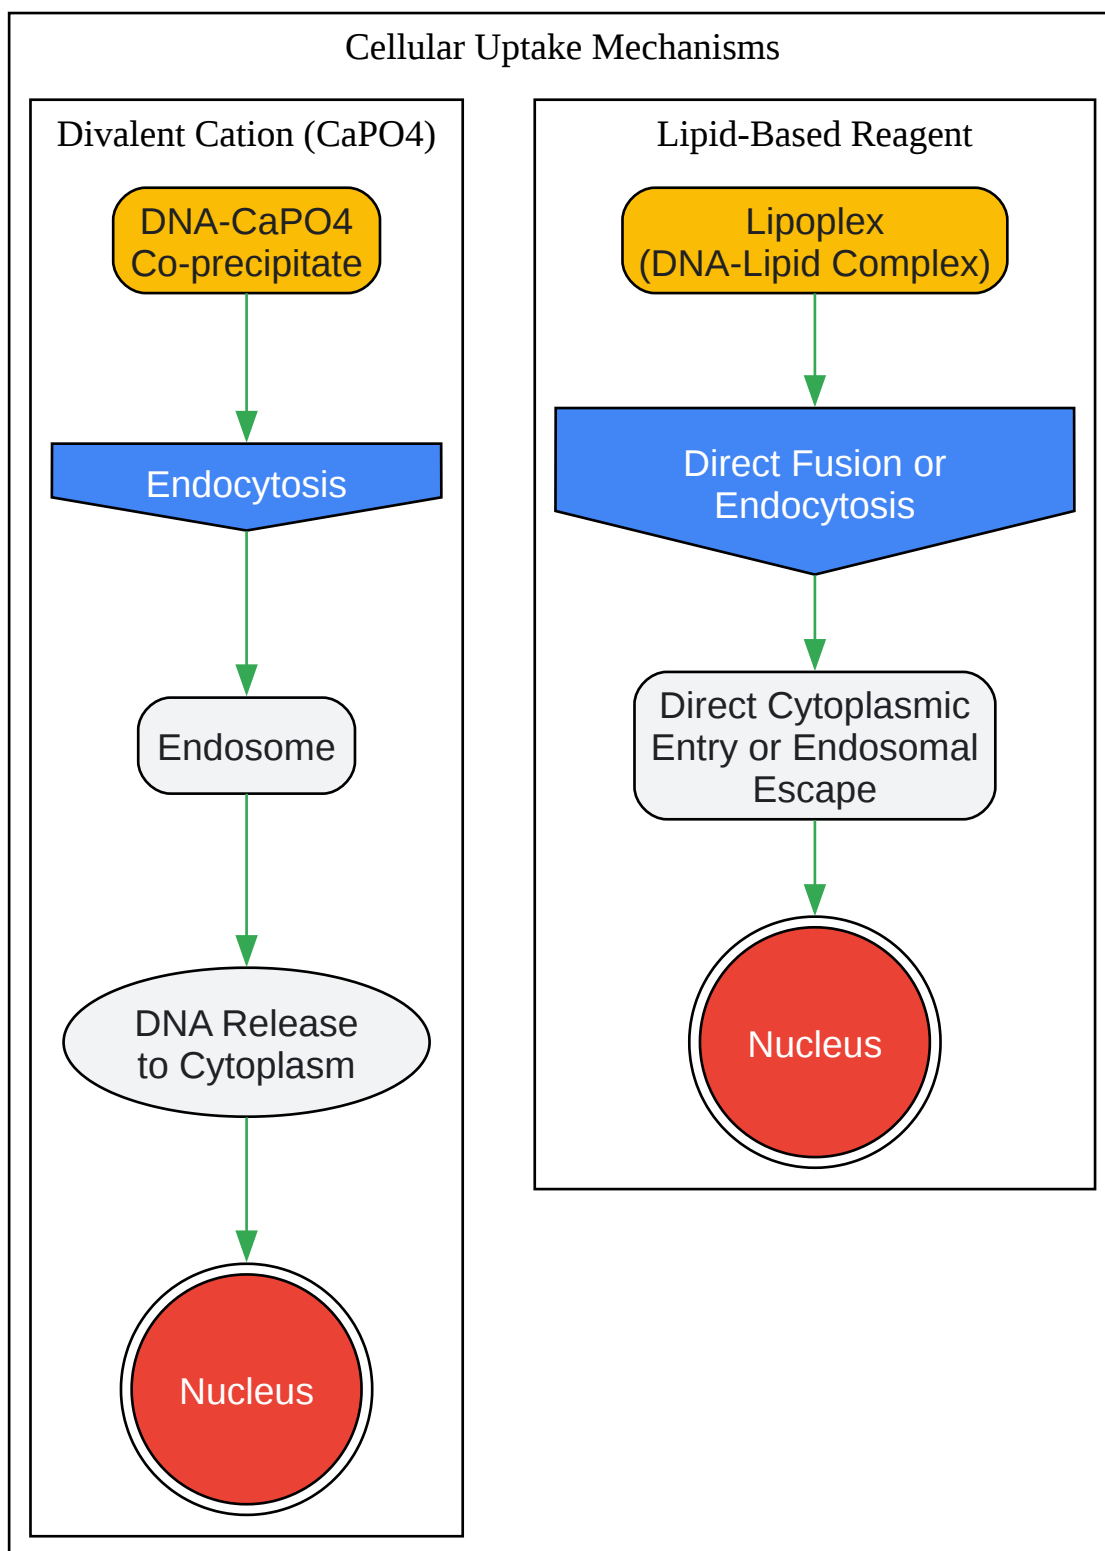 Cellular Uptake Mechanisms
Divalent Cation (CaPO4)
DNA-CaPO4
Co-precipitate
Endocytosis
Endosome
DNA Release
to Cytoplasm
Nucleus
Lipid-Based Reagent
Lipoplex
(DNA-Lipid Complex)
Direct Fusion or
Endocytosis
Direct Cytoplasmic
Entry or Endosomal
Escape
Nucleus